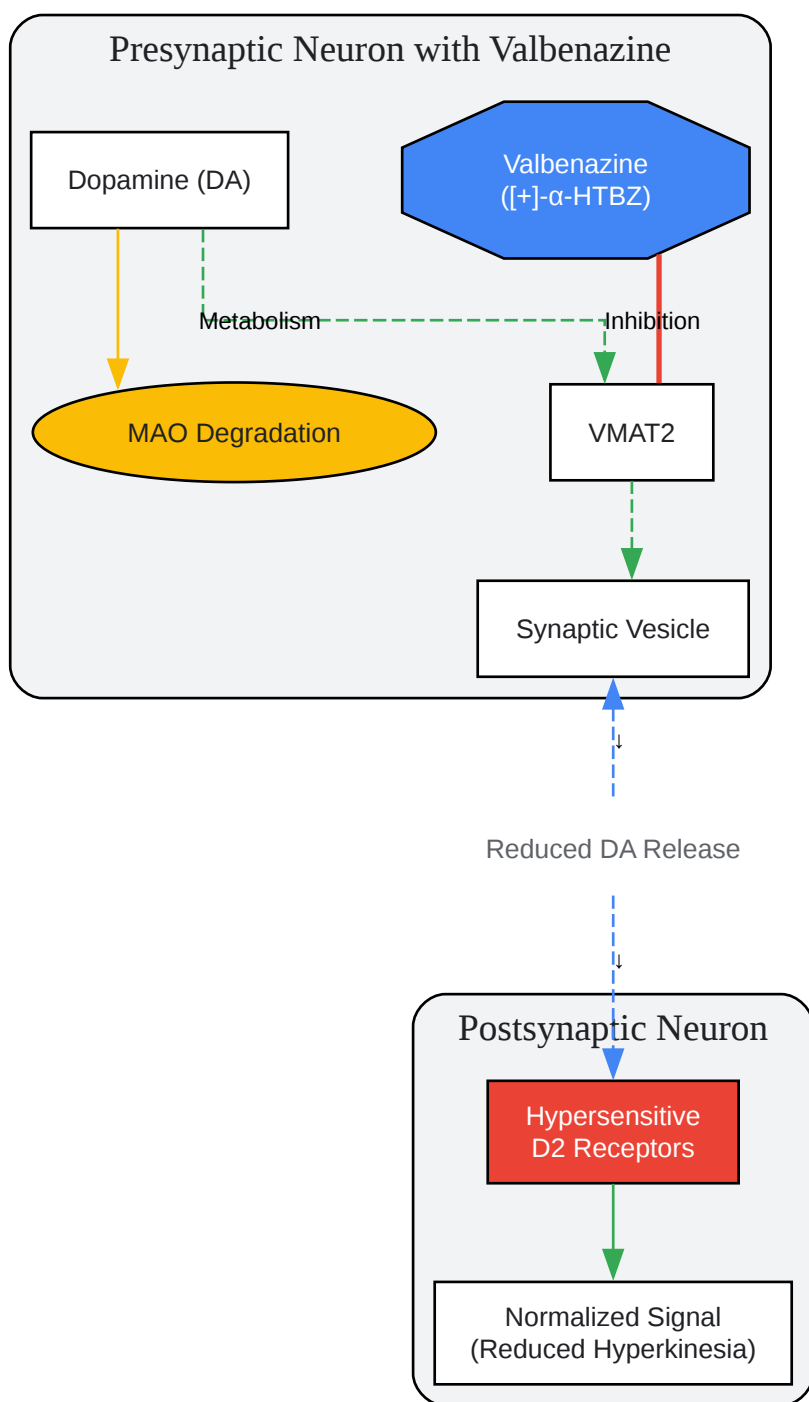 Presynaptic Neuron with Valbenazine
Dopamine (DA)
Valbenazine
([+]-α-HTBZ)
Metabolism
Inhibition
MAO Degradation
VMAT2
Synaptic Vesicle
↓
Reduced DA Release
↓
Postsynaptic Neuron
Hypersensitive
D2 Receptors
Normalized Signal
(Reduced Hyperkinesia)